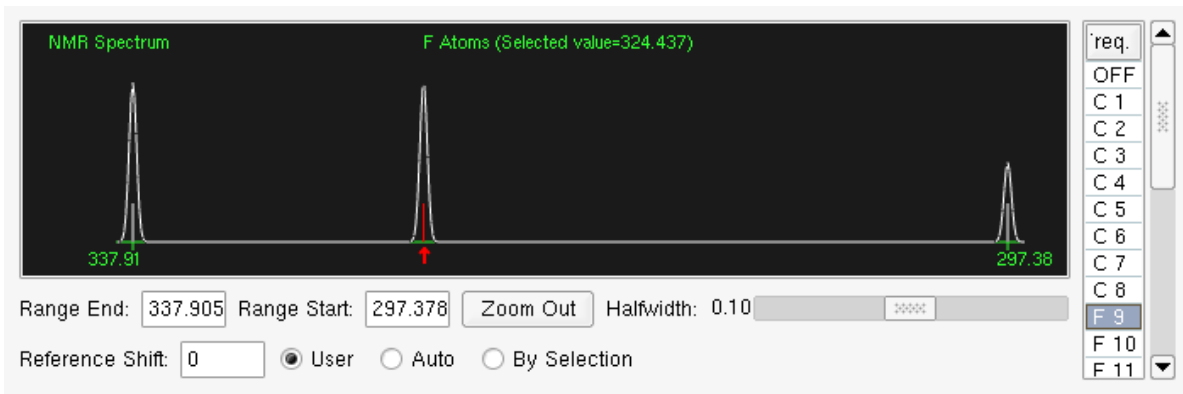 NMR Spectrum F Atoms (Selected value=324.437)
337.91 297.38
Range End: 337.905 Range Start: 297.378 Zoom Out Halfwidth: 0.10
Reference Shift: 0 User Auto By Selection
req.
OFF
C 1
C 2
C 3
C 4
C 5
C 6
C 7
C 8
F 9
F 10
F 11